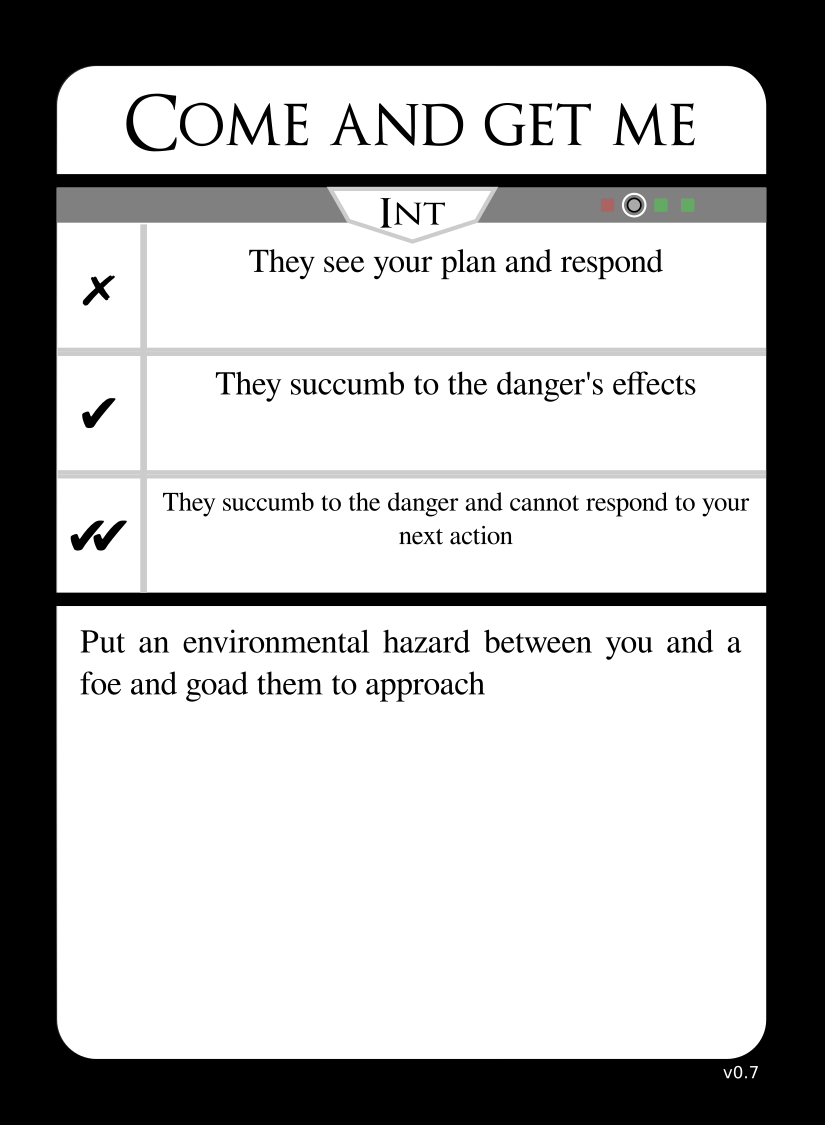 Come and get me
Int
✗
They see your plan and respond
✔
They succumb to the danger's effects
✔✔
They succumb to the danger and cannot respond to your
next action
Put an environmental hazard between you and a
foe and goad them to approach
v0.7